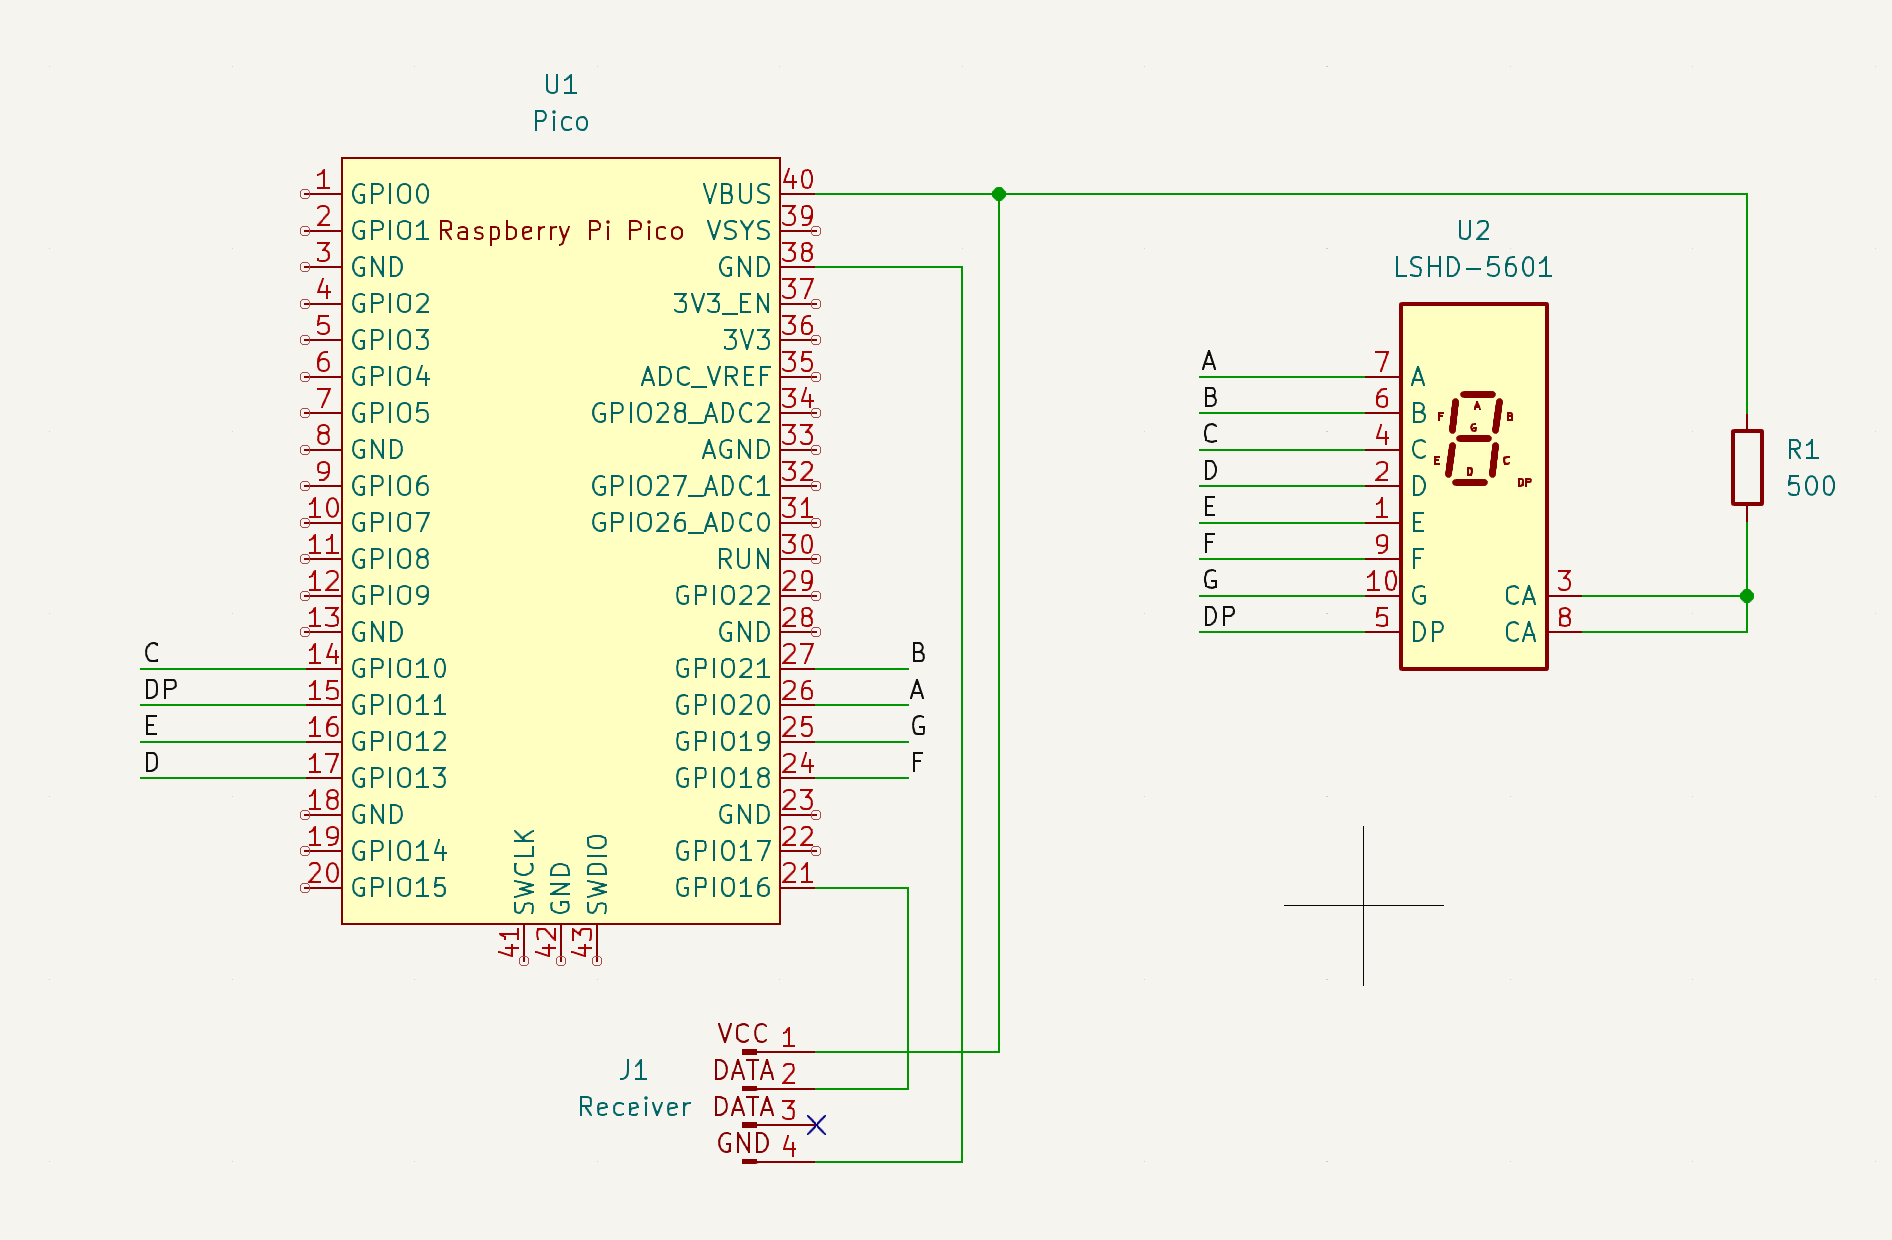 U1
Pico
Raspberry Pi Pico
1 GPIO0
2 GPIO1
3 GND
4 GPIO2
5 GPIO3
6 GPIO4
7 GPIO5
8 GND
9 GPIO6
10 GPIO7
11 GPIO8
12 GPIO9
13 GND
C 14 GPIO10
DP 15 GPIO11
E 16 GPIO12
D 17 GPIO13
18 GND
19 GPIO14
20 GPIO15
VBUS 40
VSYS 39
GND 38
3V3_EN 37
3V3 36
ADC_VREF 35
GPIO28_ADC2 34
AGND 33
GPIO27_ADC1 32
GPIO26_ADC0 31
RUN 30
GPIO22 29
GND 28
GPIO21 27 B
GPIO20 26 A
GPIO19 25 G
GPIO18 24 F
GND 23
GPIO17 22
GPIO16 21
SWCLK 41
GND 42
SWDIO 43
J1
Receiver
VCC 1
DATA 2
DATA 3
GND 4
U2
LSHD-5601
A 7 A
B 6 B
C 4 C
D 2 D
E 1 E
F 9 F
G 10 G
DP 5 DP
A
F B
G
E C
D
DP
CA 3
CA 8
R1
500